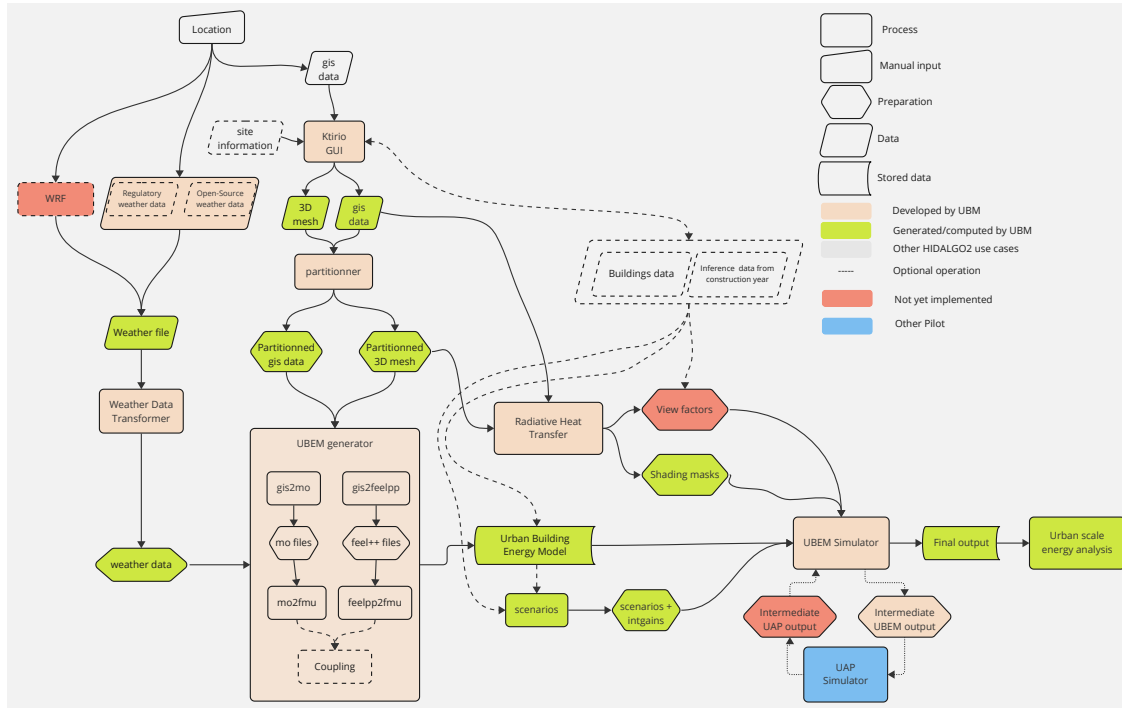 Location
gis
data
site
information
Ktirio
GUI
WRF
Regulatory
weather data
Open-Source
weather data
3D
mesh
gis
data
partitionner
Buildings data
Inference data from
construction year
Weather file
Partitionned
gis data
Partitionned
3D mesh
Weather Data
Transformer
Radiative Heat
Transfer
View factors
Shading masks
UBEM generator
gis2mo
gis2feelpp
mo files
feel++ files
mo2fmu
feelpp2fmu
Coupling
weather data
Urban Building
Energy Model
scenarios
scenarios +
intgains
UBEM Simulator
Final output
Urban scale
energy analysis
Intermediate
UAP output
Intermediate
UBEM output
UAP
Simulator
Process
Manual input
Preparation
Data
Stored data
Developed by UBM
Generated/computed by UBM
Other HIDALGO2 use cases
-----
Optional operation
Not yet implemented
Other Pilot